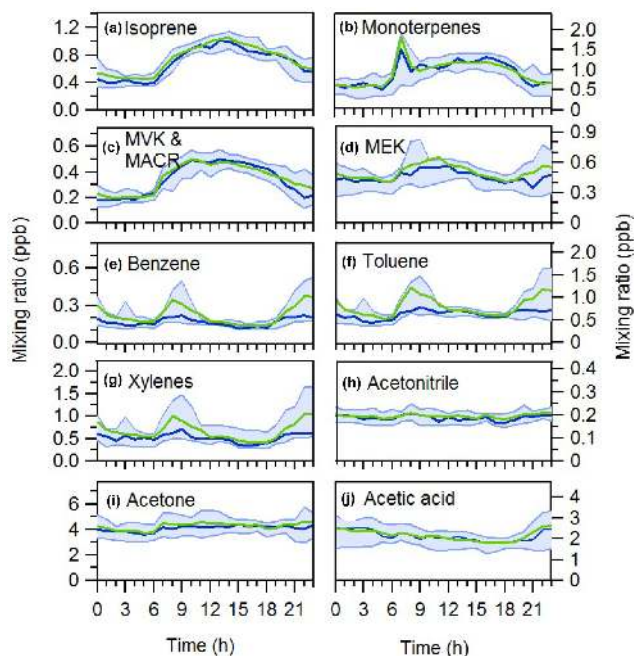 (a) Isoprene
1.2
0.8
0.4
0.0
(b) Monoterpenes
2.0
1.5
1.0
0.5
0
(c) MVK &
MACR
0.6
0.4
0.2
0.0
(d) MEK
0.9
0.6
0.3
0
(e) Benzene
0.6
0.3
0.0
(f) Toluene
2.0
1.5
1.0
0.5
0
(g) Xylenes
2.0
1.5
1.0
0.5
0.0
(h) Acetonitrile
0.4
0.3
0.2
0.1
0
(i) Acetone
6
4
2
0
(j) Acetic acid
4
3
2
1
0
0 3 6 9 12 15 18 21
0 3 6 9 12 15 18 21
Time (h)
Time (h)
Mixing ratio (ppb)
Mixing ratio (ppb)